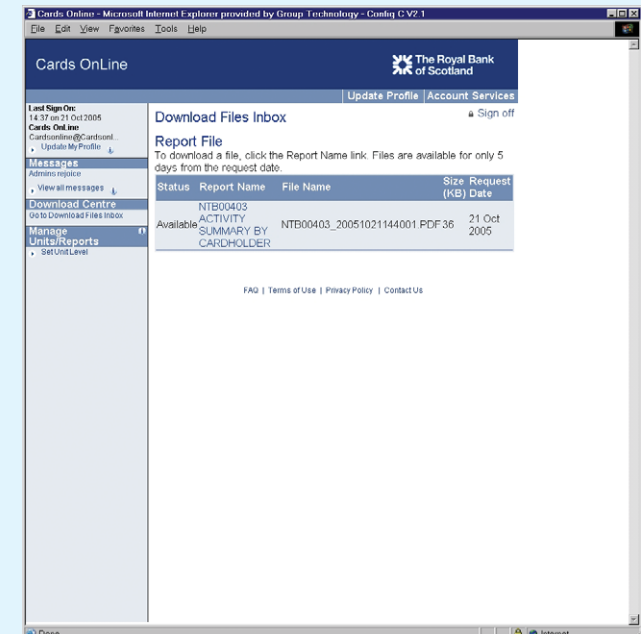 Cards Online - Microsoft Internet Explorer provided by Group Technology - Config C V2.1
File Edit View Favorites Tools Help
Cards OnLine
The Royal Bank
of Scotland
Update Profile Account Services
Last Sign On:
14:37 on 21 Oct 2005
Cards OnLine
Cardsonline@Cardsonl...
Update My Profile
Messages
Admins rejoice
View all messages
Download Centre
Go to Download Files Inbox
Manage
Units/Reports
Set Unit Level
Download Files Inbox
Sign off
Report File
To download a file, click the Report Name link. Files are available for only 5
days from the request date.
Status Report Name File Name Size (KB) Request Date
Available NTB00403 ACTIVITY SUMMARY BY CARDHOLDER NTB00403_20051021144001.PDF 36 21 Oct 2005
FAQ | Terms of Use | Privacy Policy | Contact Us
Done
Internet